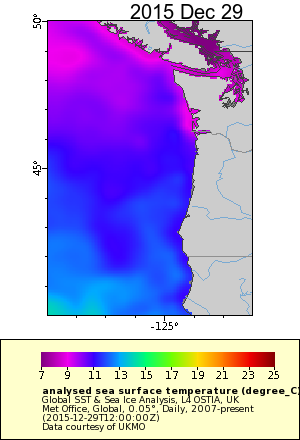 2015 Dec 29
50°
45°
-125°
7 9 11 13 15 17 19 21 23 25
analysed sea surface temperature (degree_C)
Global SST & Sea Ice Analysis, L4 OSTIA, UK
Met Office, Global, 0.05°, Daily, 2007-present
(2015-12-29T12:00:00Z)
Data courtesy of UKMO